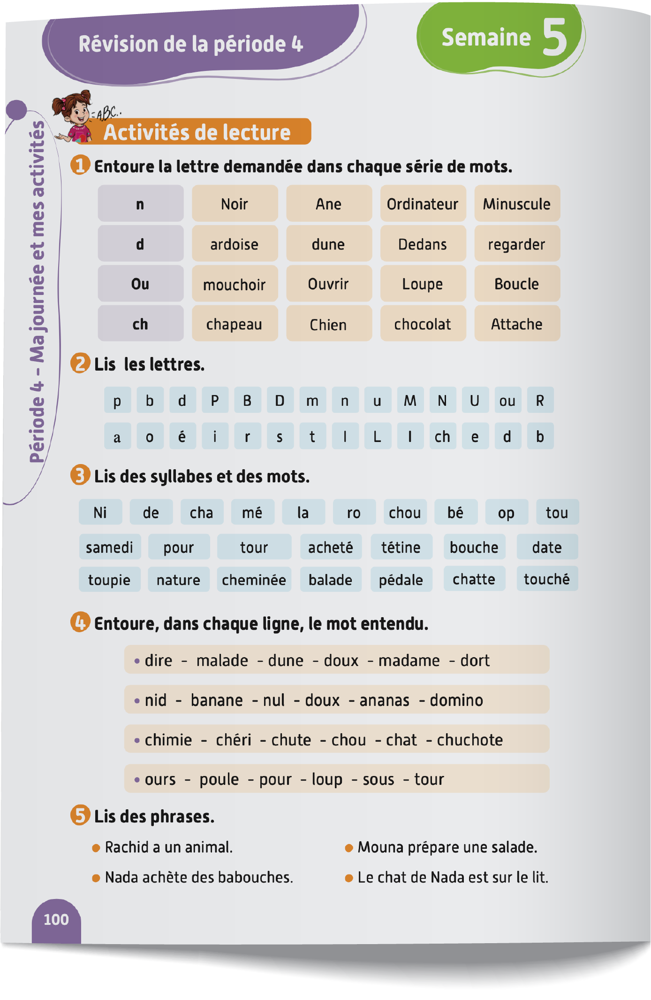 Révision de la période 4
Semaine 5
=A.B.C..
Activités de lecture
Période 4 - Ma journée et mes activités
1 Entoure la lettre demandée dans chaque série de mots.
n Noir Ane Ordinateur Minuscule
d ardoise dune Dedans regarder
Ou mouchoir Ouvrir Loupe Boucle
ch chapeau Chien chocolat Attache
2 Lis les lettres.
p b d P B D m n u M N U ou R
a o é i r s t l L I ch e d b
3 Lis des syllabes et des mots.
Ni de cha mé la ro chou bé op tou
samedi pour tour acheté tétine bouche date
toupie nature cheminée balade pédale chatte touché
4 Entoure, dans chaque ligne, le mot entendu.
• dire - malade - dune - doux - madame - dort
• nid - banane - nul - doux - ananas - domino
• chimie - chéri - chute - chou - chat - chuchote
• ours - poule - pour - loup - sous - tour
5 Lis des phrases.
• Rachid a un animal.
• Mouna prépare une salade.
• Nada achète des babouches.
• Le chat de Nada est sur le lit.
100